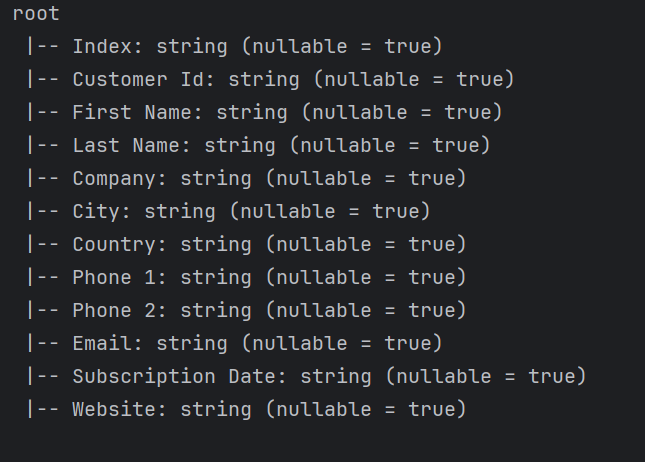 root
 |-- Index: string (nullable = true)
 |-- Customer Id: string (nullable = true)
 |-- First Name: string (nullable = true)
 |-- Last Name: string (nullable = true)
 |-- Company: string (nullable = true)
 |-- City: string (nullable = true)
 |-- Country: string (nullable = true)
 |-- Phone 1: string (nullable = true)
 |-- Phone 2: string (nullable = true)
 |-- Email: string (nullable = true)
 |-- Subscription Date: string (nullable = true)
 |-- Website: string (nullable = true)